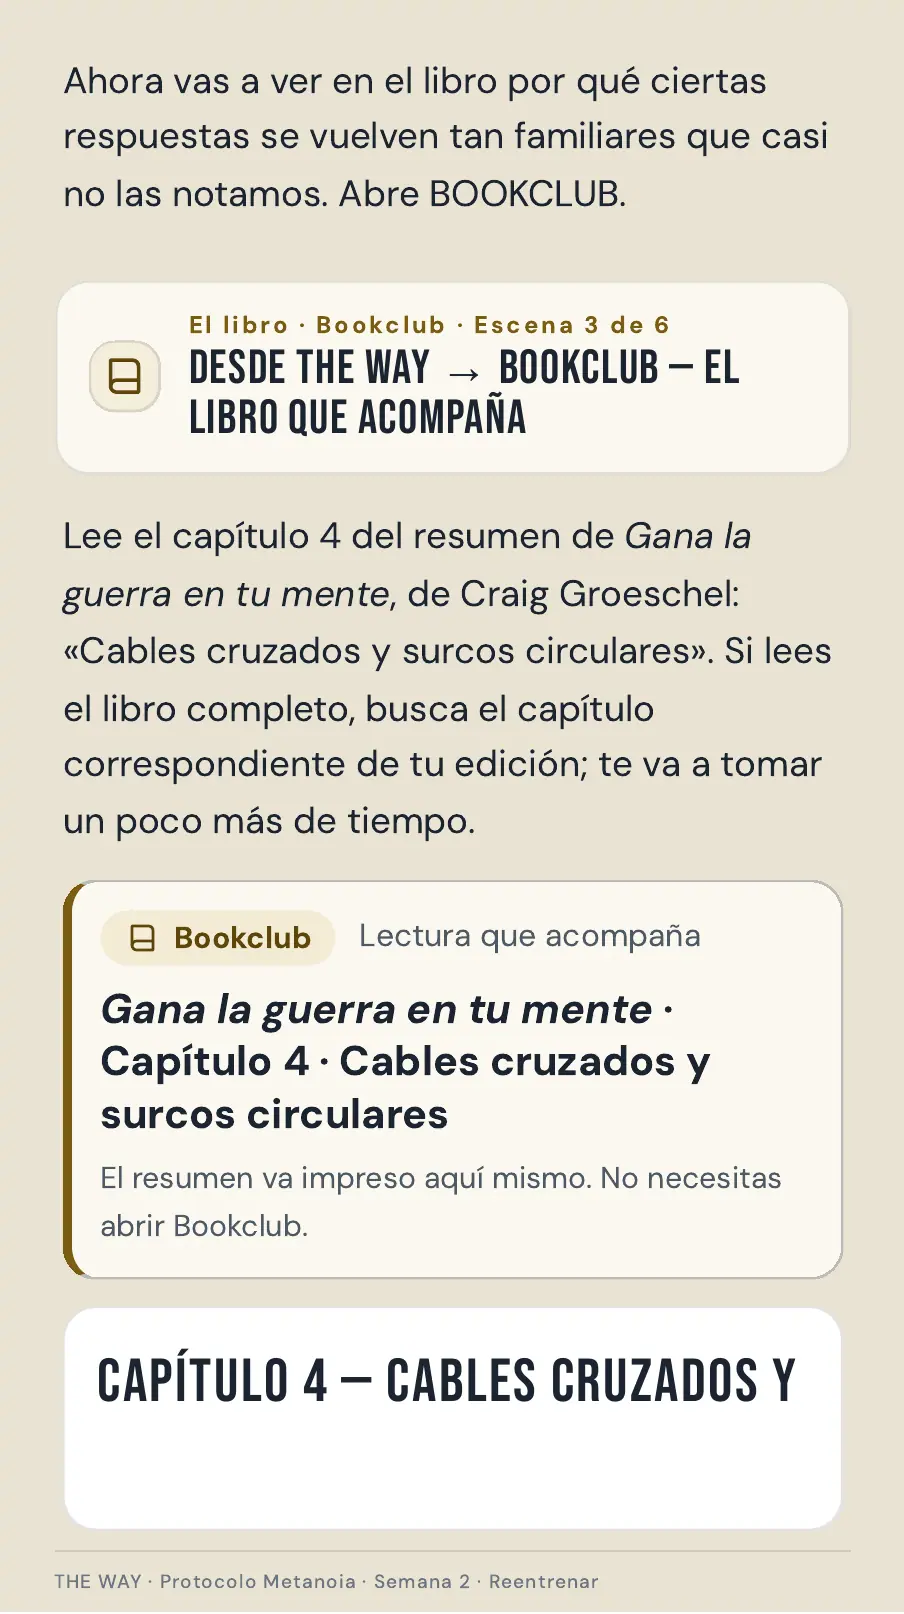 Ahora vas a ver en el libro por qué ciertas
respuestas se vuelven tan familiares que casi
no las notamos. Abre BOOKCLUB.
El libro · Bookclub · Escena 3 de 6
DESDE THE WAY → BOOKCLUB — EL
LIBRO QUE ACOMPAÑA
Lee el capítulo 4 del resumen de Gana la
guerra en tu mente, de Craig Groeschel:
«Cables cruzados y surcos circulares». Si lees
el libro completo, busca el capítulo
correspondiente de tu edición; te va a tomar
un poco más de tiempo.
Bookclub Lectura que acompaña
Gana la guerra en tu mente ·
Capítulo 4 · Cables cruzados y
surcos circulares
El resumen va impreso aquí mismo. No necesitas
abrir Bookclub.
CAPÍTULO 4 — CABLES CRUZADOS Y
THE WAY · Protocolo Metanoia · Semana 2 · Reentrenar